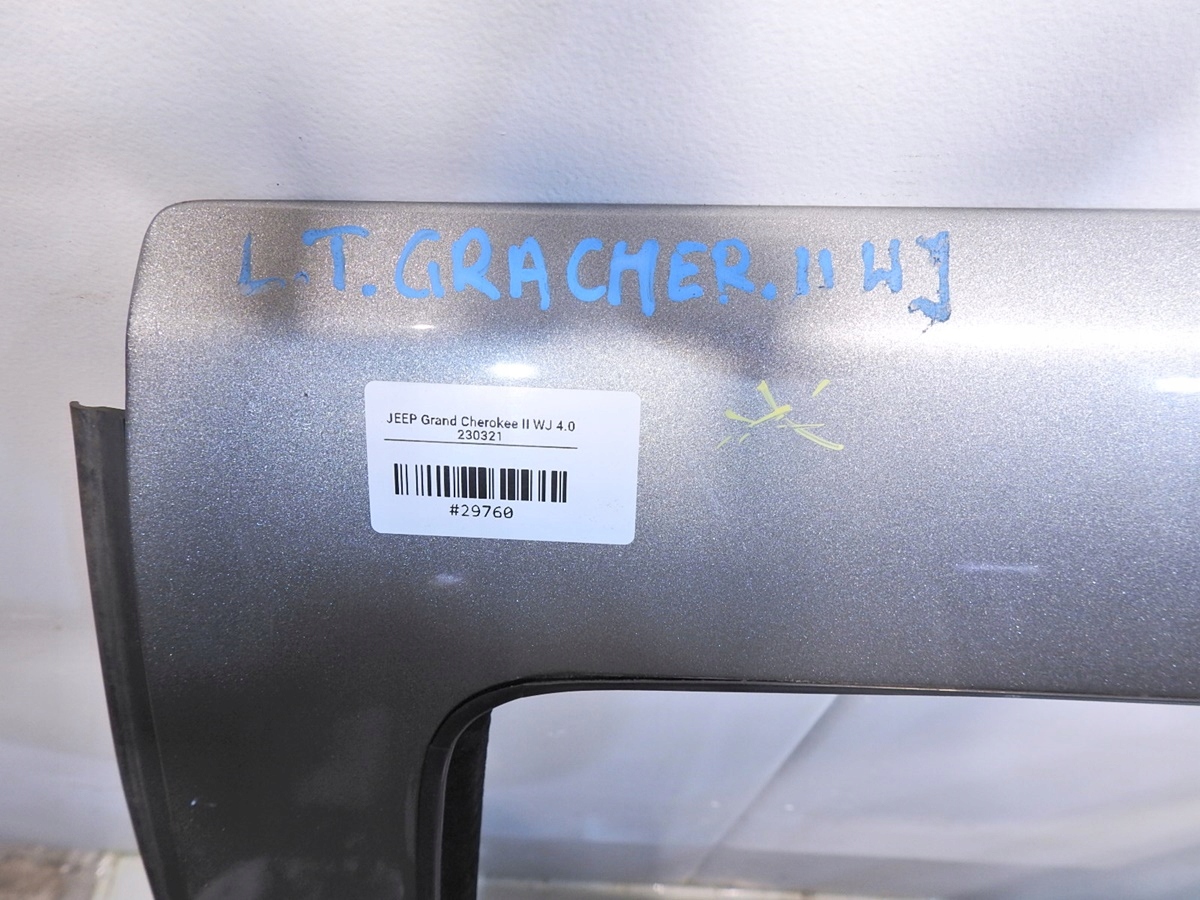 L.T. GRACHER. II WJ
JEEP Grand Cherokee II WJ 4.0
230321
#29760